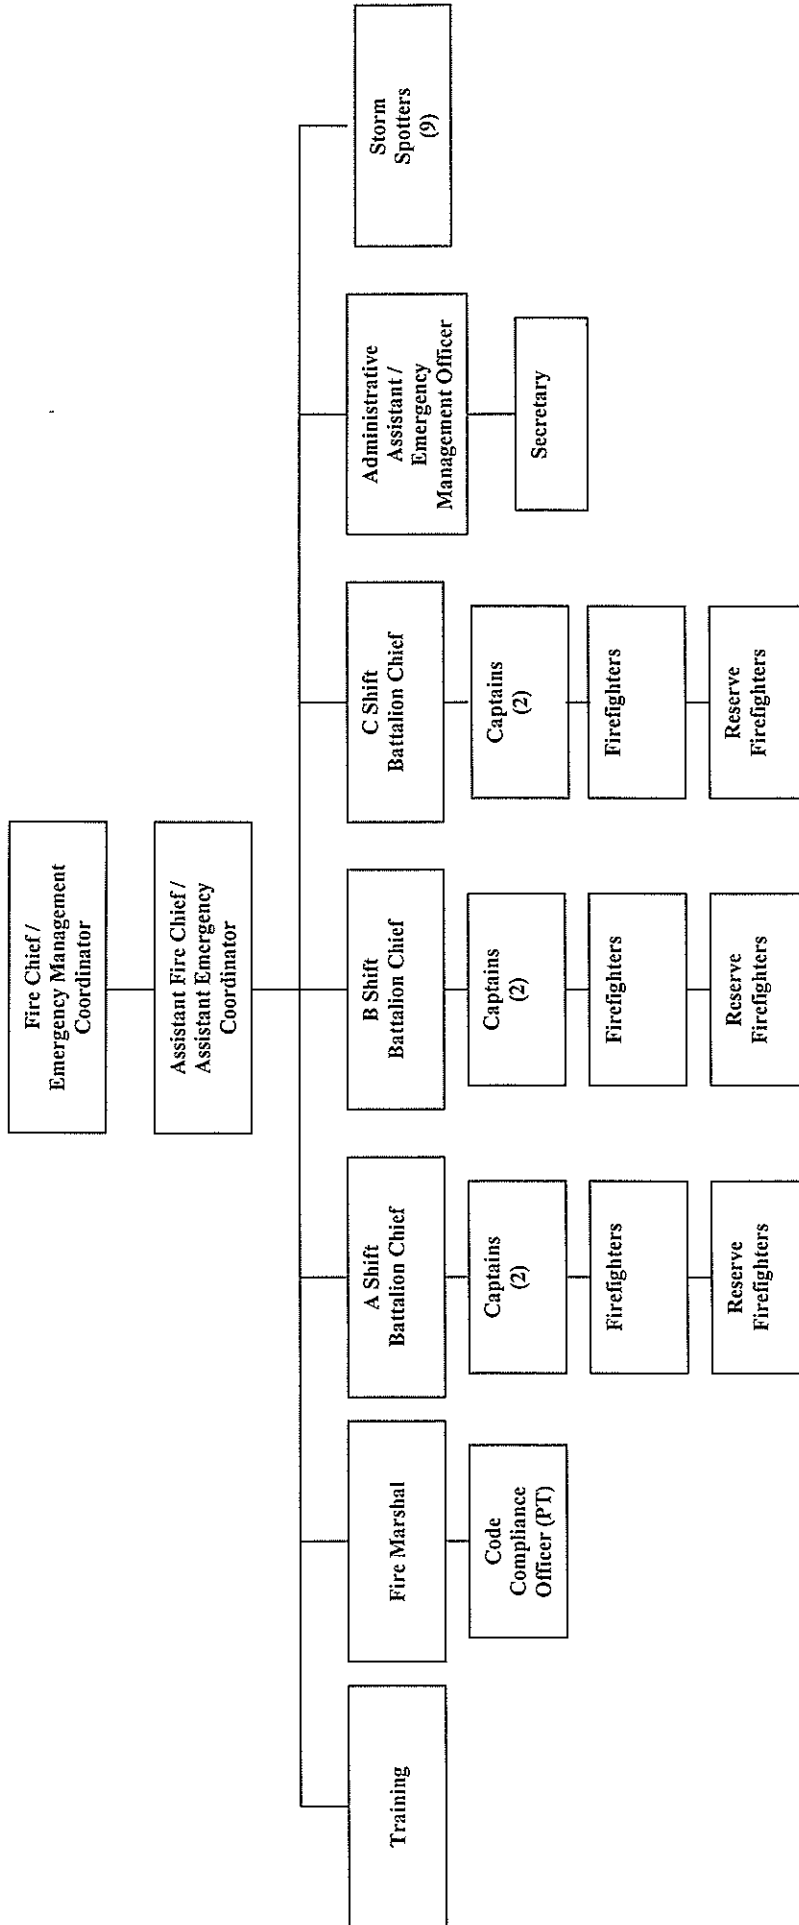 Fire Chief /
Emergency Management
Coordinator
Assistant Fire Chief /
Assistant Emergency
Coordinator
Training
Fire Marshal
Code
Compliance
Officer (PT)
A Shift
Battalion Chief
Captains
(2)
Firefighters
Reserve
Firefighters
B Shift
Battalion Chief
Captains
(2)
Firefighters
Reserve
Firefighters
C Shift
Battalion Chief
Captains
(2)
Firefighters
Reserve
Firefighters
Administrative
Assistant /
Emergency
Management Officer
Secretary
Storm
Spotters
(9)